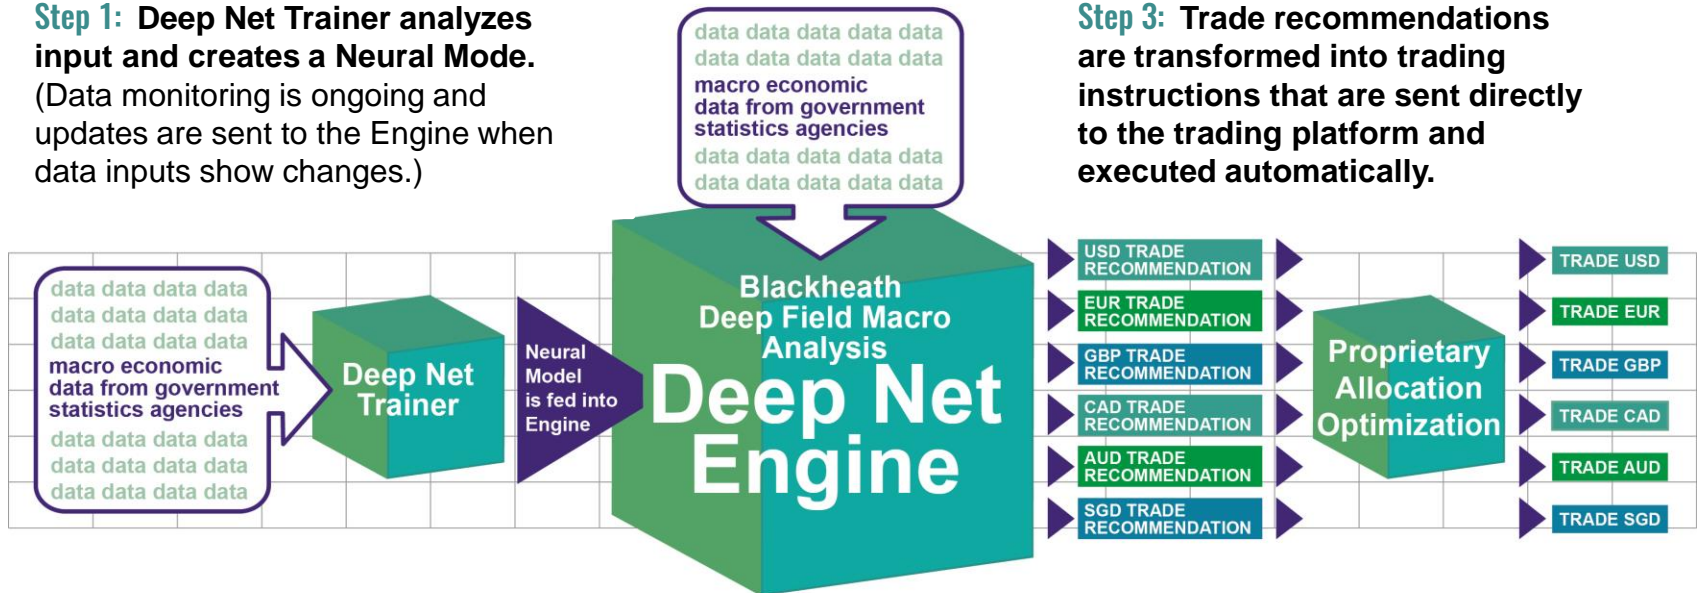 Step 1: Deep Net Trainer analyzes
input and creates a Neural Mode.
(Data monitoring is ongoing and
updates are sent to the Engine when
data inputs show changes.)
data data data data data
data data data data data
macro economic
data from government
statistics agencies
data data data data data
data data data data data
Step 3: Trade recommendations
are transformed into trading
instructions that are sent directly
to the trading platform and
executed automatically.
data data data data
data data data data
data data data data
macro economic
data from government
statistics agencies
data data data data
data data data data
data data data data
Deep Net
Trainer
Neural
Model
is fed into
Engine
Blackheath
Deep Field Macro
Analysis
Deep Net
Engine
USD TRADE
RECOMMENDATION
EUR TRADE
RECOMMENDATION
GBP TRADE
RECOMMENDATION
CAD TRADE
RECOMMENDATION
AUD TRADE
RECOMMENDATION
SGD TRADE
RECOMMENDATION
Proprietary
Allocation
Optimization
TRADE USD
TRADE EUR
TRADE GBP
TRADE CAD
TRADE AUD
TRADE SGD